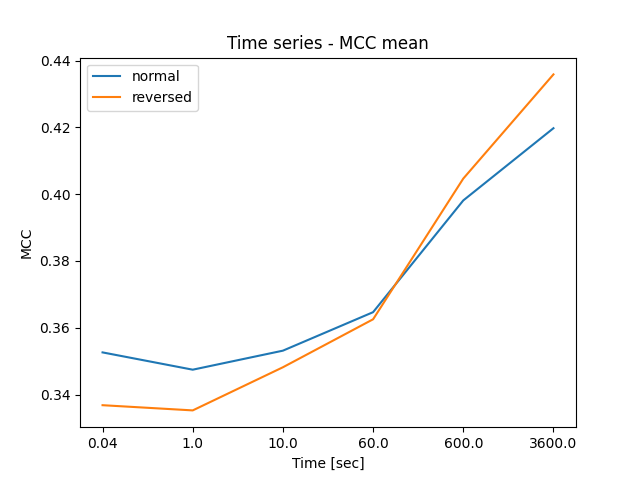 Time series - MCC mean
normal
reversed
MCC
0.44
0.42
0.40
0.38
0.36
0.34
0.04 1.0 10.0 60.0 600.0 3600.0
Time [sec]